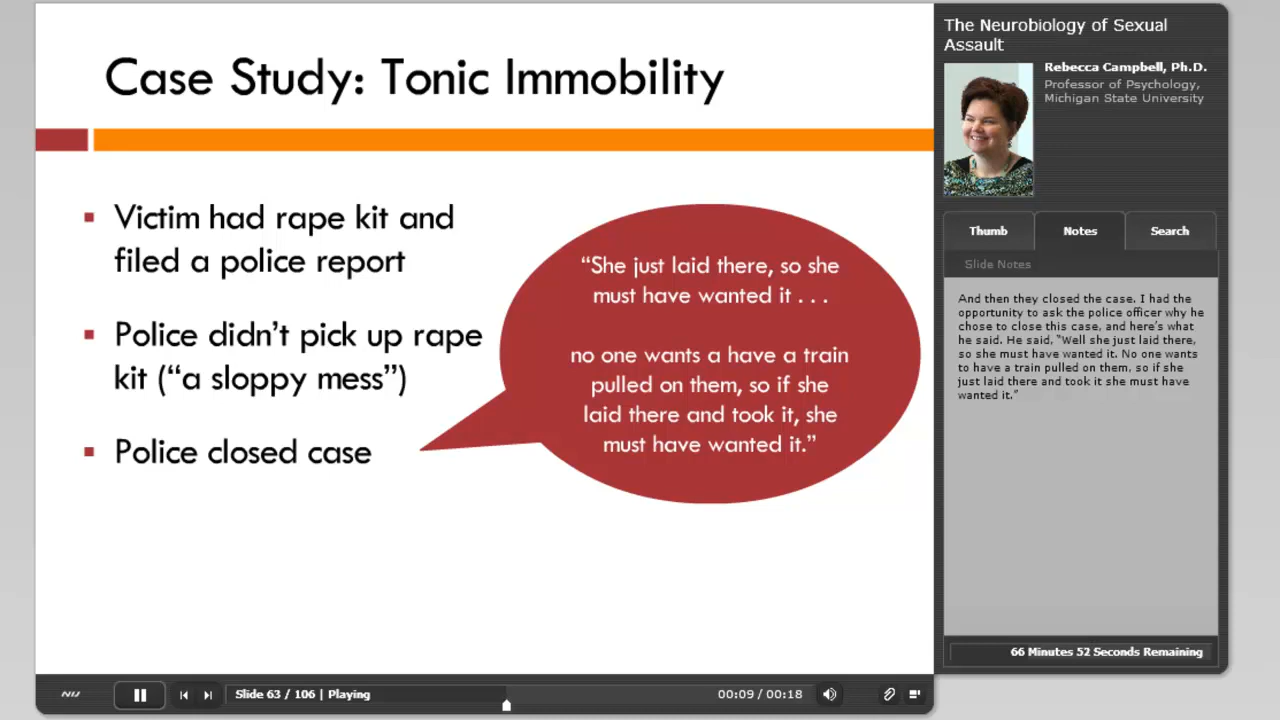 Case Study: Tonic Immobility
▪ Victim had rape kit and
filed a police report
▪ Police didn't pick up rape
kit ("a sloppy mess")
▪ Police closed case
"She just laid there, so she
must have wanted it . . .
no one wants a have a train
pulled on them, so if she
laid there and took it, she
must have wanted it."
The Neurobiology of Sexual
Assault
Rebecca Campbell, Ph.D.
Professor of Psychology,
Michigan State University
Thumb
Notes
Search
Slide Notes
And then they closed the case. I had the
opportunity to ask the police officer why he
chose to close this case, and here's what
he said. He said, "Well she just laid there,
so she must have wanted it. No one wants
to have a train pulled on them, so if she
just laid there and took it she must have
wanted it."
66 Minutes 52 Seconds Remaining
Slide 63 / 106 | Playing
00:09 / 00:18